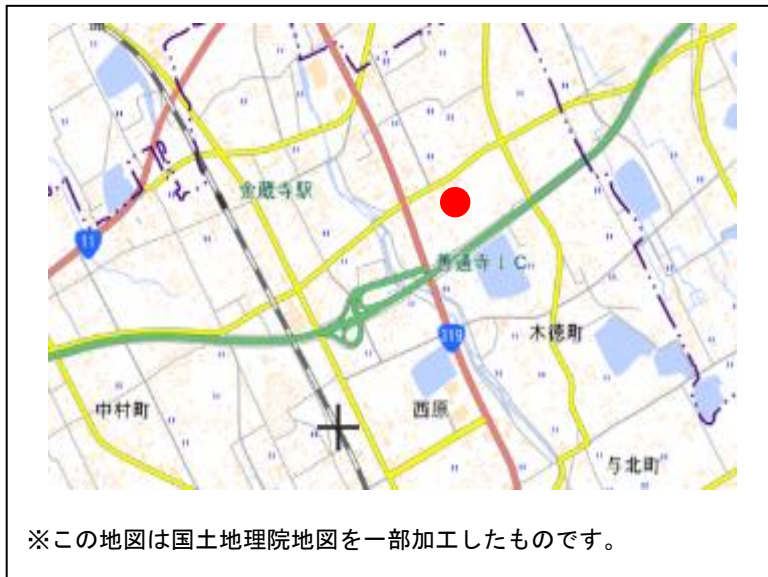 金蔵寺駅
11
善通寺IC
319
木徳町
中村町
西原
与北町
※この地図は国土地理院地図を一部加工したものです。